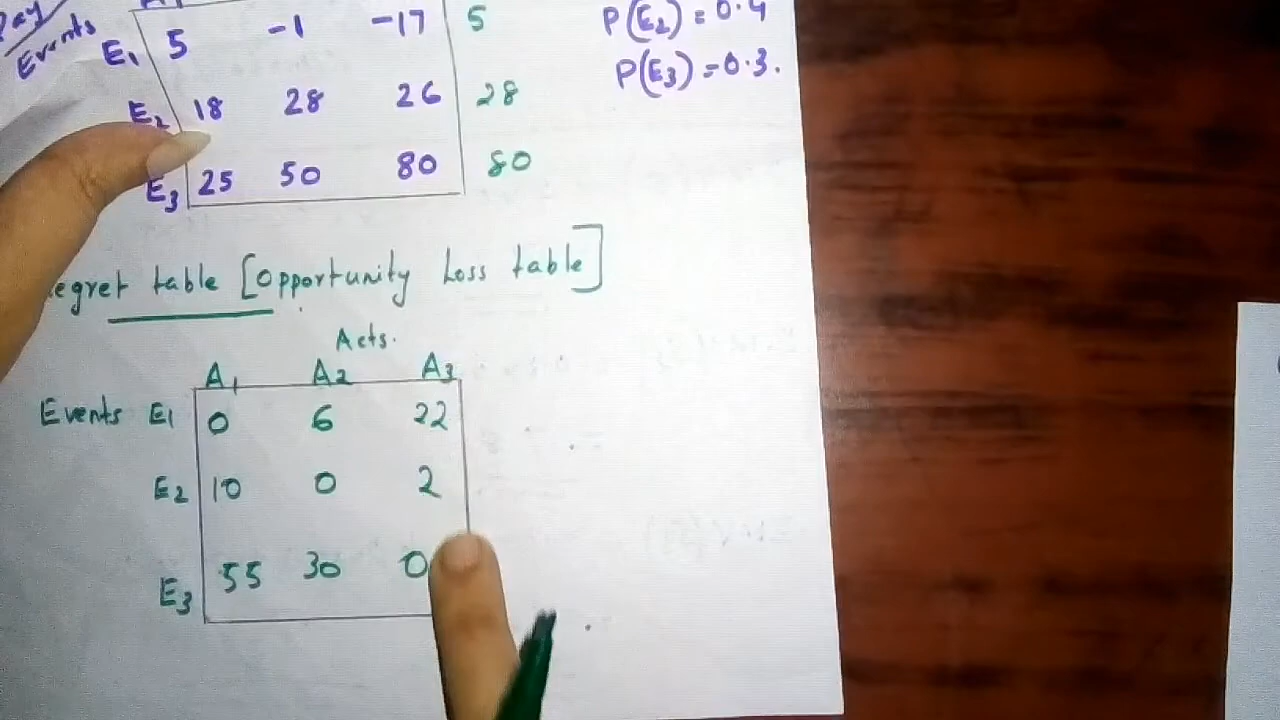 Pay
Events
E1 5 -1 -17 5
P(E2) = 0.4
P(E3) = 0.3.
E2 18 28 26 28
E3 25 50 80 80
egret table [Opportunity Loss table]
Acts.
A1 A2 A3
Events E1 0 6 22
E2 10 0 2
E3 55 30 0